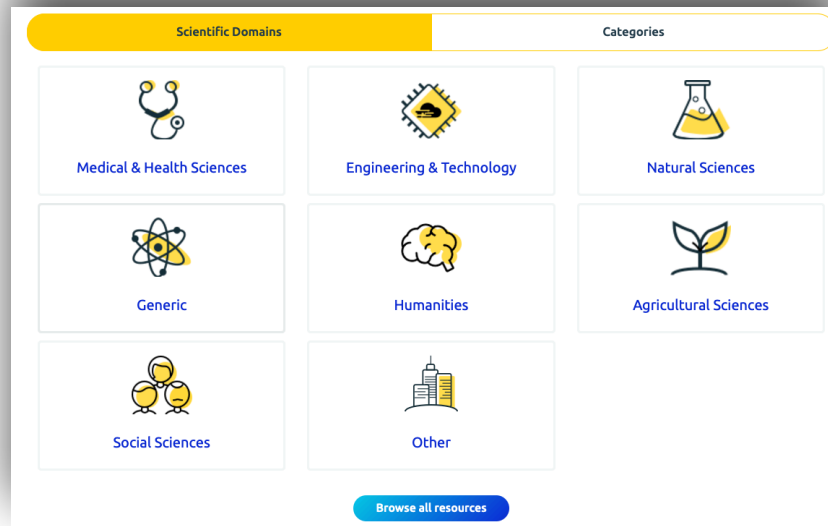 Scientific Domains
Categories
Medical & Health Sciences
Engineering & Technology
Natural Sciences
Generic
Humanities
Agricultural Sciences
Social Sciences
Other
Browse all resources